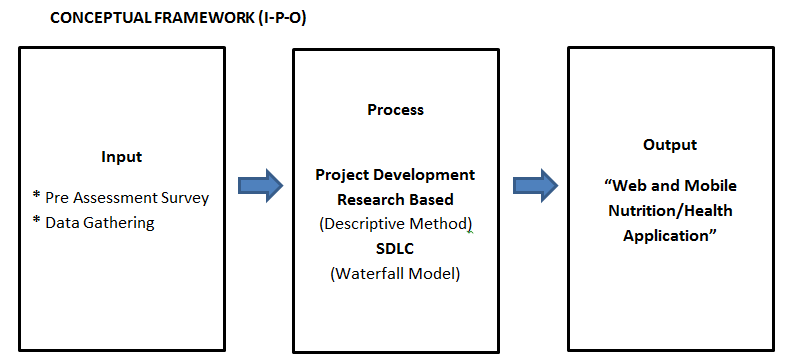 CONCEPTUAL FRAMEWORK (I-P-O)
Input
* Pre Assessment Survey
* Data Gathering
Process
Project Development
Research Based
(Descriptive Method)
SDLC
(Waterfall Model)
Output
“Web and Mobile
Nutrition/Health
Application”